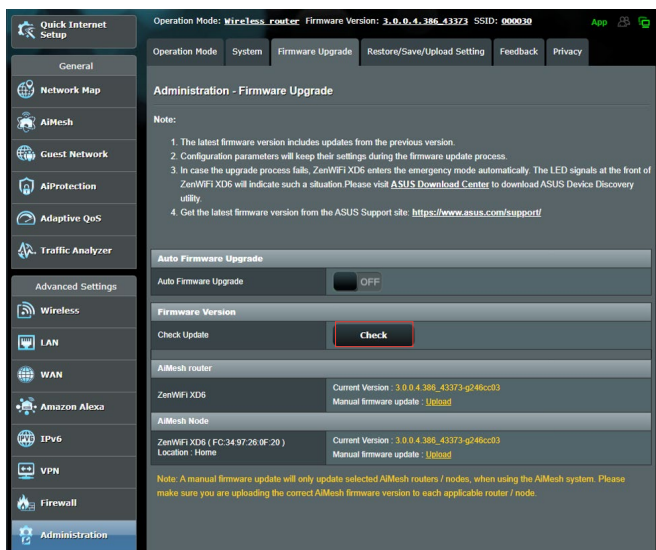 Quick Internet
Setup
Operation Mode: Wireless router Firmware Version: 3.0.0.4.386_43373 SSID: 000030
App
Operation Mode
System
Firmware Upgrade
Restore/Save/Upload Setting
Feedback
Privacy
General
Network Map
AiMesh
Guest Network
AiProtection
Adaptive QoS
Traffic Analyzer
Advanced Settings
Wireless
LAN
WAN
Amazon Alexa
IPv6
VPN
Firewall
Administration
Administration - Firmware Upgrade
Note:
1. The latest firmware version includes updates from the previous version.
2. Configuration parameters will keep their settings during the firmware update process.
3. In case the upgrade process fails, ZenWiFi XD6 enters the emergency mode automatically. The LED signals at the front of
ZenWiFi XD6 will indicate such a situation.Please visit ASUS Download Center to download ASUS Device Discovery
utility.
4. Get the latest firmware version from the ASUS Support site: https://www.asus.com/support/
Auto Firmware Upgrade
Auto Firmware Upgrade
OFF
Firmware Version
Check Update
Check
AiMesh router
ZenWiFi XD6
Current Version : 3.0.0.4.386_43373-g246cc03
Manual firmware update : Upload
AiMesh Node
ZenWiFi XD6 ( FC:34:97:26:0F:20 )
Location : Home
Current Version : 3.0.0.4.386_43373-g246cc03
Manual firmware update : Upload
Note: A manual firmware update will only update selected AiMesh routers / nodes, when using the AiMesh system. Please
make sure you are uploading the correct AiMesh firmware version to each applicable router / node.